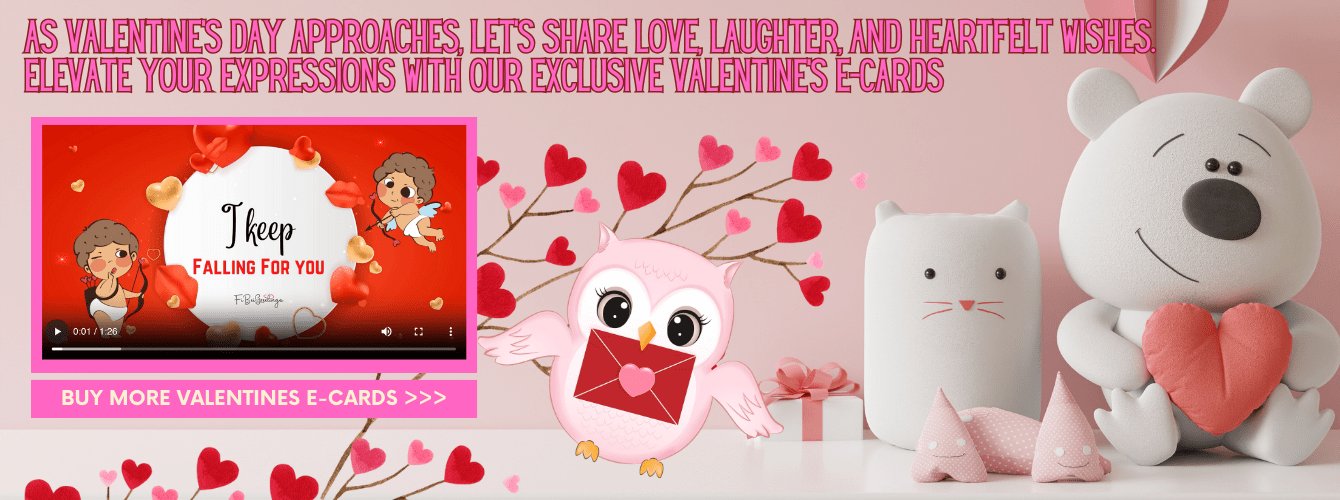 AS VALENTINE'S DAY APPROACHES, LET'S SHARE LOVE, LAUGHTER, AND HEARTFELT WISHES.
ELEVATE YOUR EXPRESSIONS WITH OUR EXCLUSIVE VALENTINE'S E-CARDS
I keep
FALLING FOR YOU
0:01 / 1:26
BUY MORE VALENTINES E-CARDS >>>